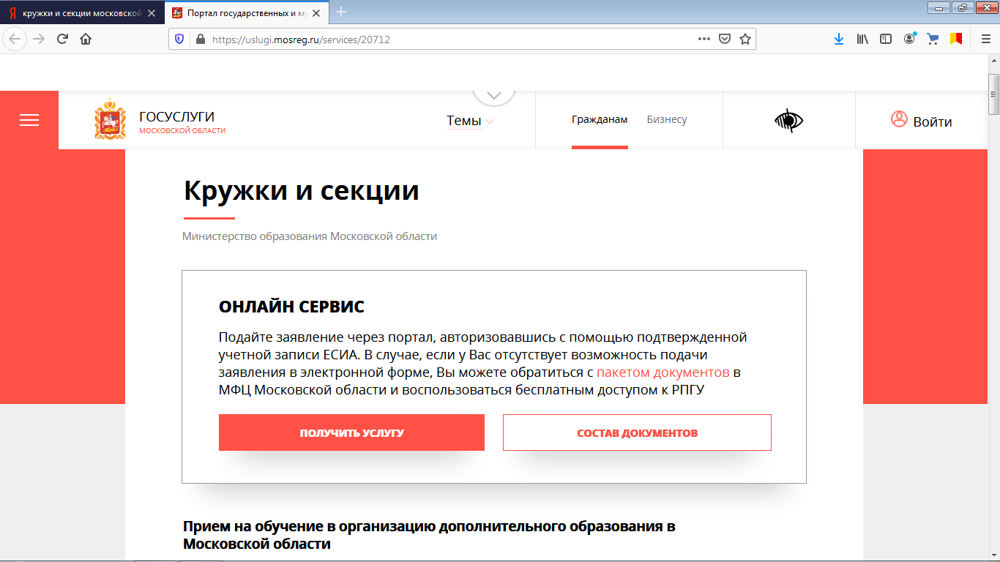 кружки и секции московской
Портал государственных и му
https://uslugi.mosreg.ru/services/20712
ГОСУСЛУГИ
МОСКОВСКОЙ ОБЛАСТИ
Темы
Гражданам
Бизнесу
Войти
Кружки и секции
Министерство образования Московской области
ОНЛАЙН СЕРВИС
Подайте заявление через портал, авторизовавшись с помощью подтвержденной
учетной записи ЕСИА. В случае, если у Вас отсутствует возможность подачи
заявления в электронной форме, Вы можете обратиться с пакетом документов в
МФЦ Московской области и воспользоваться бесплатным доступом к РПГУ
ПОЛУЧИТЬ УСЛУГУ
СОСТАВ ДОКУМЕНТОВ
Прием на обучение в организацию дополнительного образования в
Московской области